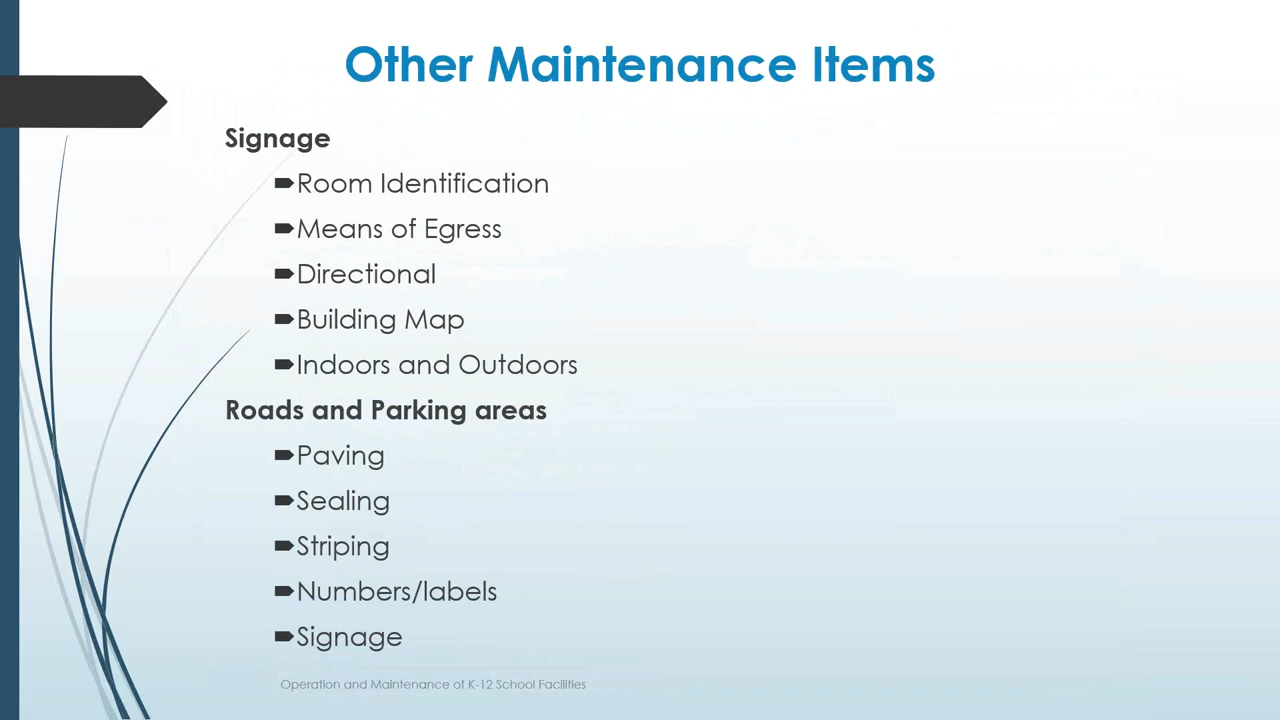 Other Maintenance Items
Signage
Room Identification
Means of Egress
Directional
Building Map
Indoors and Outdoors
Roads and Parking areas
Paving
Sealing
Striping
Numbers/labels
Signage
Operation and Maintenance of K-12 School Facilities